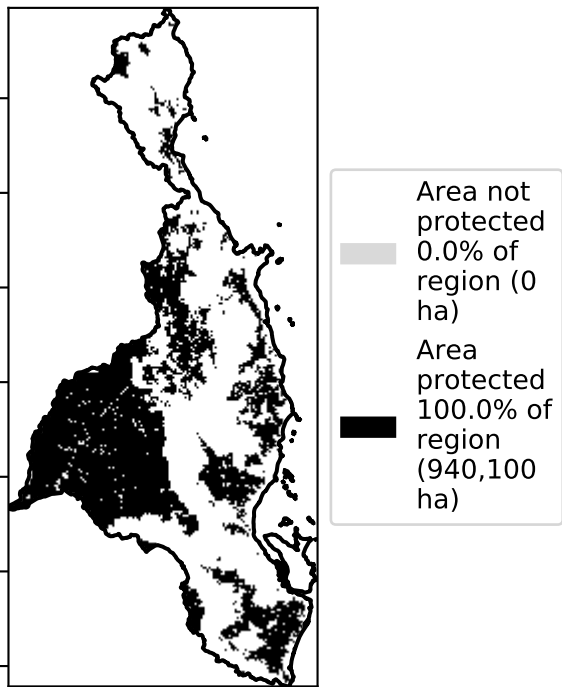 Area not
protected
0.0% of
region (0
ha)
Area
protected
100.0% of
region
(940,100
ha)